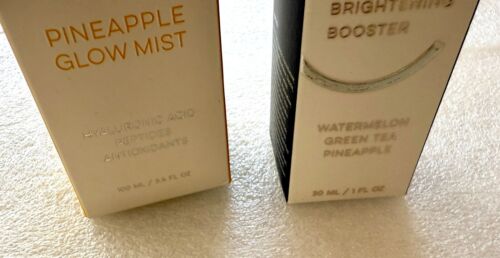 PINEAPPLE
GLOW MIST
HYALURONIC ACID
PEPTIDES
ANTIOXIDANTS
100 ML / 3.4 FL OZ
BRIGHTENING
BOOSTER
WATERMELON
GREEN TEA
PINEAPPLE
30 ML / 1 FL OZ